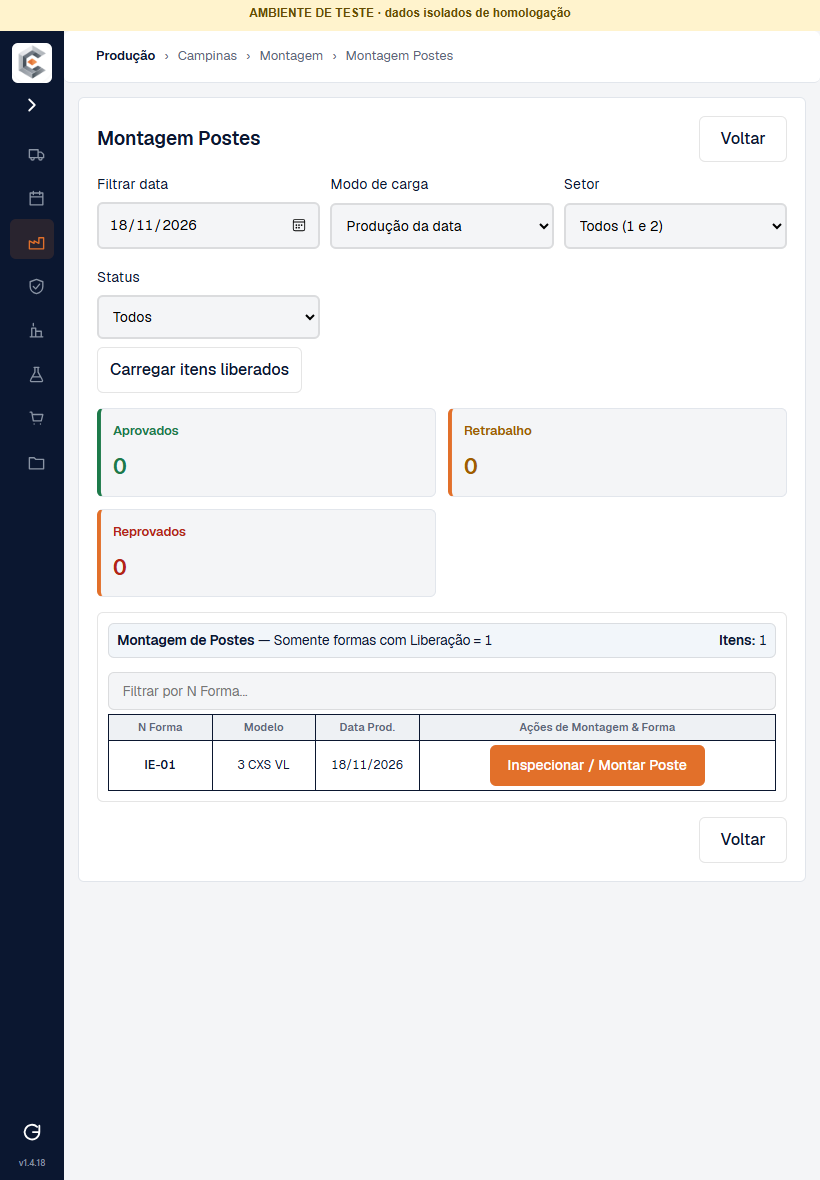 AMBIENTE DE TESTE · dados isolados de homologação
Produção › Campinas › Montagem › Montagem Postes
Montagem Postes
Voltar
Filtrar data
Modo de carga
Setor
18/11/2026
Produção da data
Todos (1 e 2)
Status
Todos
Carregar itens liberados
Aprovados
0
Retrabalho
0
Reprovados
0
Montagem de Postes — Somente formas com Liberação = 1
Itens: 1
Filtrar por N Forma...
N Forma Modelo Data Prod. Ações de Montagem & Forma
IE-01 3 CXS VL 18/11/2026 Inspecionar / Montar Poste
Voltar
v1.4.18